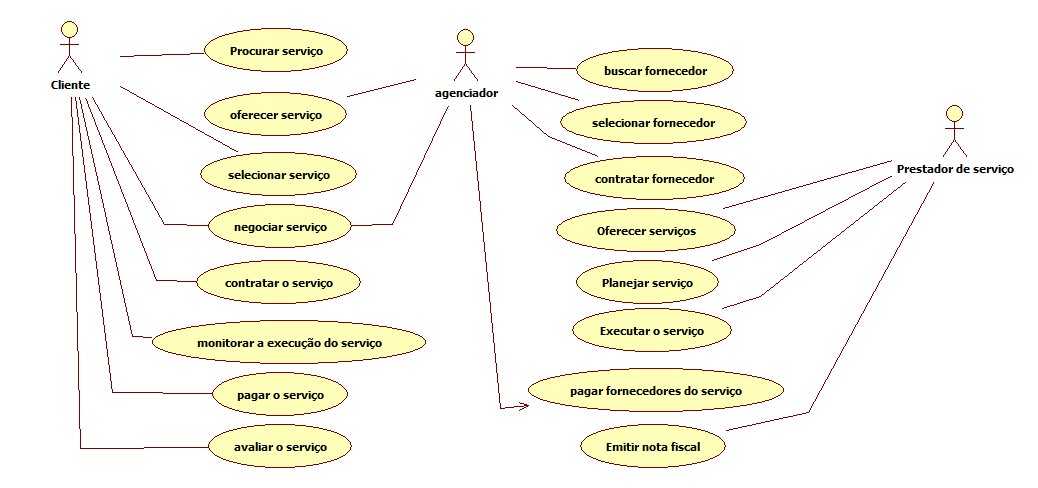 Cliente
Procurar serviço
oferecer serviço
selecionar serviço
negociar serviço
contratar o serviço
monitorar a execução do serviço
pagar o serviço
avaliar o serviço
agenciador
buscar fornecedor
selecionar fornecedor
contratar fornecedor
Oferecer serviços
Planejar serviço
Executar o serviço
pagar fornecedores do serviço
Emitir nota fiscal
Prestador de serviço